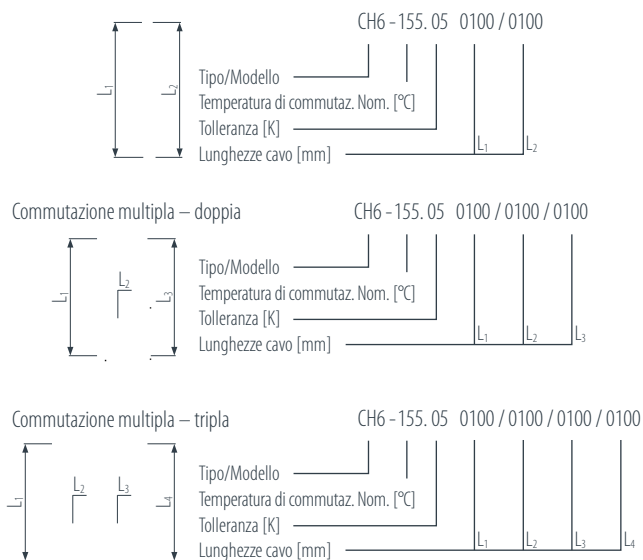 CH6 - 155. 05 0100 / 0100
L1
L2
Tipo/Modello
Temperatura di commutaz. Nom. [°C]
Tolleranza [K]
Lunghezze cavo [mm]
L1 L2
Commutazione multipla – doppia
CH6 - 155. 05 0100 / 0100 / 0100
L1
L2
L3
Tipo/Modello
Temperatura di commutaz. Nom. [°C]
Tolleranza [K]
Lunghezze cavo [mm]
L1 L2 L3
Commutazione multipla – tripla
CH6 - 155. 05 0100 / 0100 / 0100 / 0100
L1
L2
L3
L4
Tipo/Modello
Temperatura di commutaz. Nom. [°C]
Tolleranza [K]
Lunghezze cavo [mm]
L1 L2 L3 L4